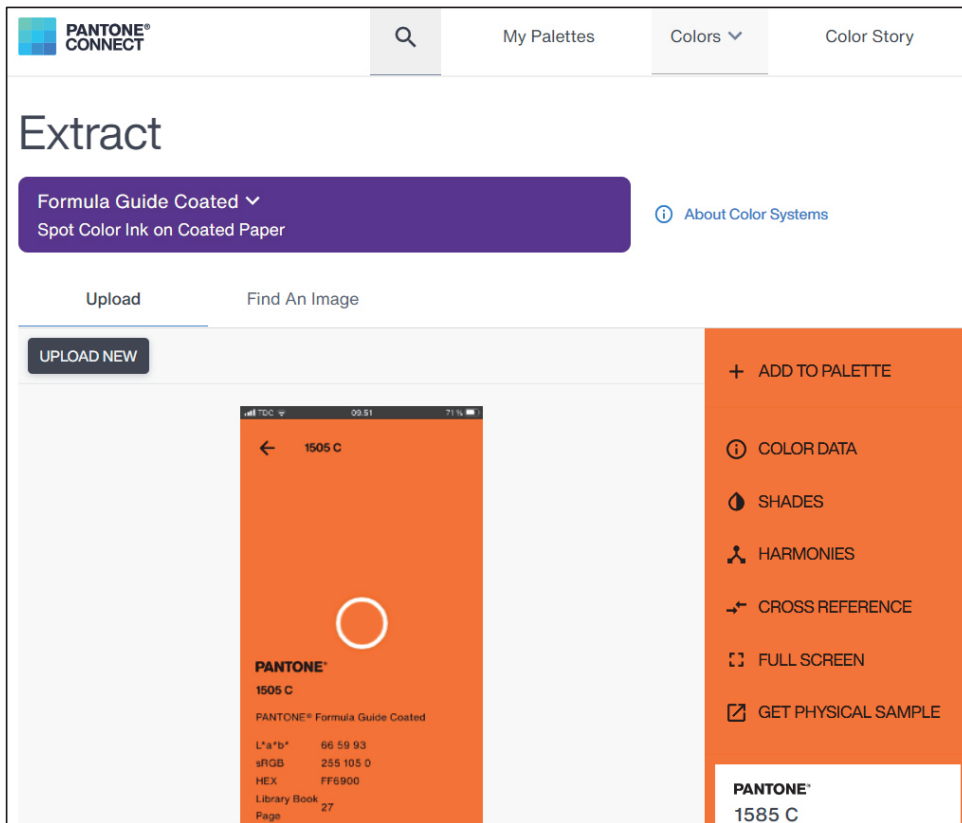 PANTONE®
CONNECT
My Palettes
Colors
Color Story
Extract
Formula Guide Coated
Spot Color Ink on Coated Paper
About Color Systems
Upload
Find An Image
UPLOAD NEW
TDC
09.51
71 %
1505 C
PANTONE®
1505 C
PANTONE® Formula Guide Coated
L*a*b* 66 59 93
sRGB 255 105 0
HEX FF6900
Library Book
Page 27
+ ADD TO PALETTE
COLOR DATA
SHADES
HARMONIES
CROSS REFERENCE
FULL SCREEN
GET PHYSICAL SAMPLE
PANTONE®
1585 C